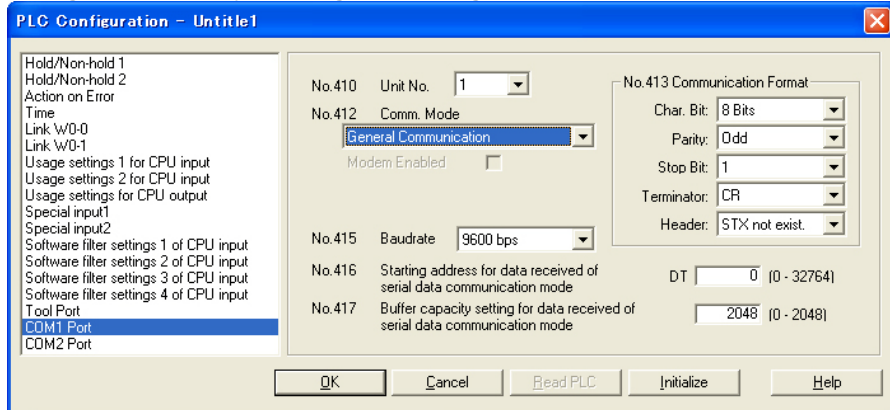 PLC Configuration - Untitle1
Hold/Non-hold 1
Hold/Non-hold 2
Action on Error
Time
Link W0-0
Link W0-1
Usage settings 1 for CPU input
Usage settings 2 for CPU input
Usage settings for CPU output
Special input1
Special input2
Software filter settings 1 of CPU input
Software filter settings 2 of CPU input
Software filter settings 3 of CPU input
Software filter settings 4 of CPU input
Tool Port
COM1 Port
COM2 Port
No.410 Unit No. 1
No.412 Comm. Mode
General Communication
Modem Enabled
No.413 Communication Format
Char. Bit: 8 Bits
Parity: Odd
Stop Bit: 1
Terminator: CR
Header: STX not exist.
No.415 Baudrate 9600 bps
No.416 Starting address for data received of
serial data communication mode
DT 0 (0 - 32764)
No.417 Buffer capacity setting for data received of
serial data communication mode
2048 (0 - 2048)
OK Cancel Read PLC Initialize Help